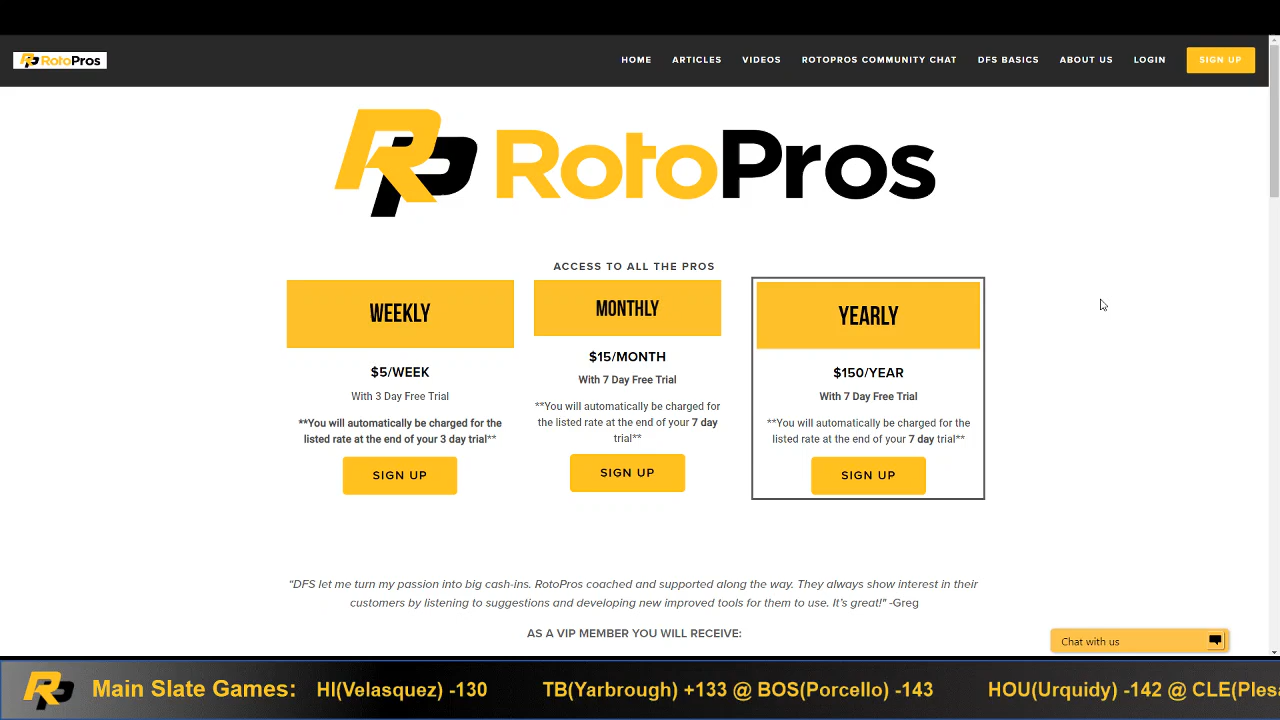 RP RotoPros
HOME ARTICLES VIDEOS ROTOPROS COMMUNITY CHAT DFS BASICS ABOUT US LOGIN SIGN UP
RP RotoPros
ACCESS TO ALL THE PROS
WEEKLY
$5/WEEK
With 3 Day Free Trial
**You will automatically be charged for the
listed rate at the end of your 3 day trial**
SIGN UP
MONTHLY
$15/MONTH
With 7 Day Free Trial
**You will automatically be charged for
the listed rate at the end of your 7 day
trial**
SIGN UP
YEARLY
$150/YEAR
With 7 Day Free Trial
**You will automatically be charged for the
listed rate at the end of your 7 day trial**
SIGN UP
“DFS let me turn my passion into big cash-ins. RotoPros coached and supported along the way. They always show interest in their
customers by listening to suggestions and developing new improved tools for them to use. It’s great!" -Greg
AS A VIP MEMBER YOU WILL RECEIVE:
Chat with us
RP Main Slate Games: HI(Velasquez) -130 TB(Yarbrough) +133 @ BOS(Porcello) -143 HOU(Urquidy) -142 @ CLE(Plesa